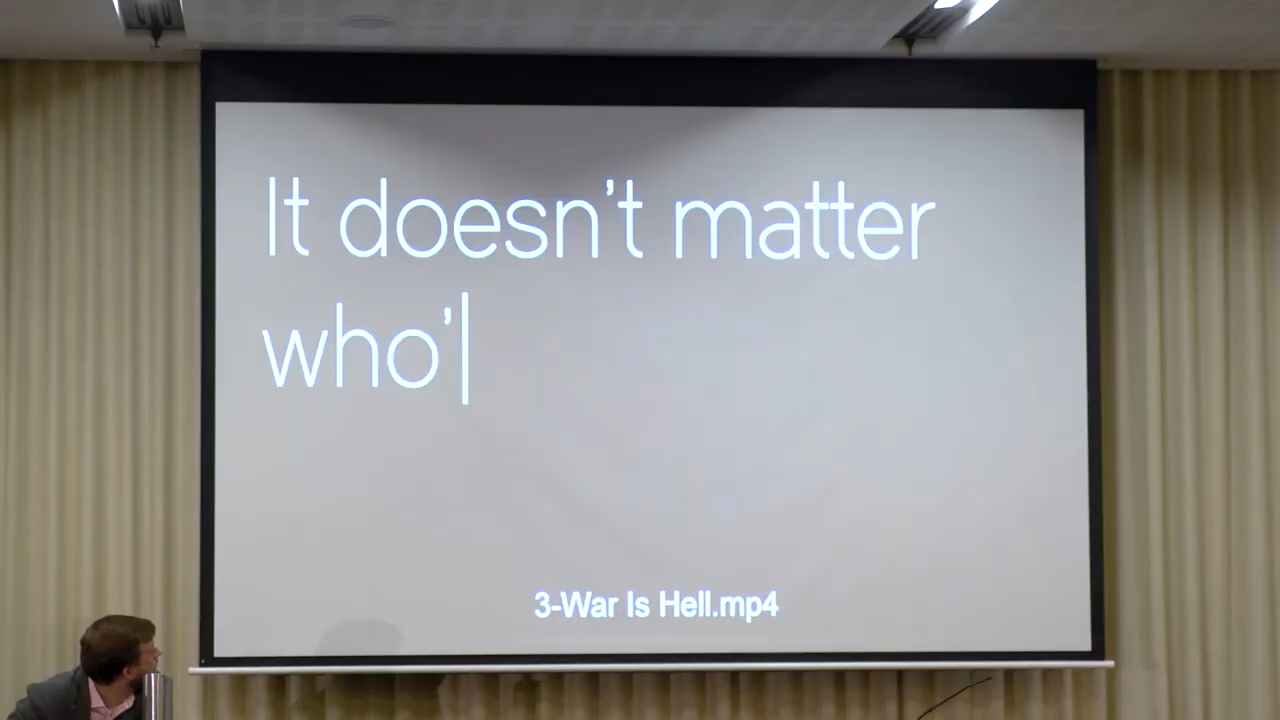 It doesn’t matter
who’
3-War Is Hell.mp4